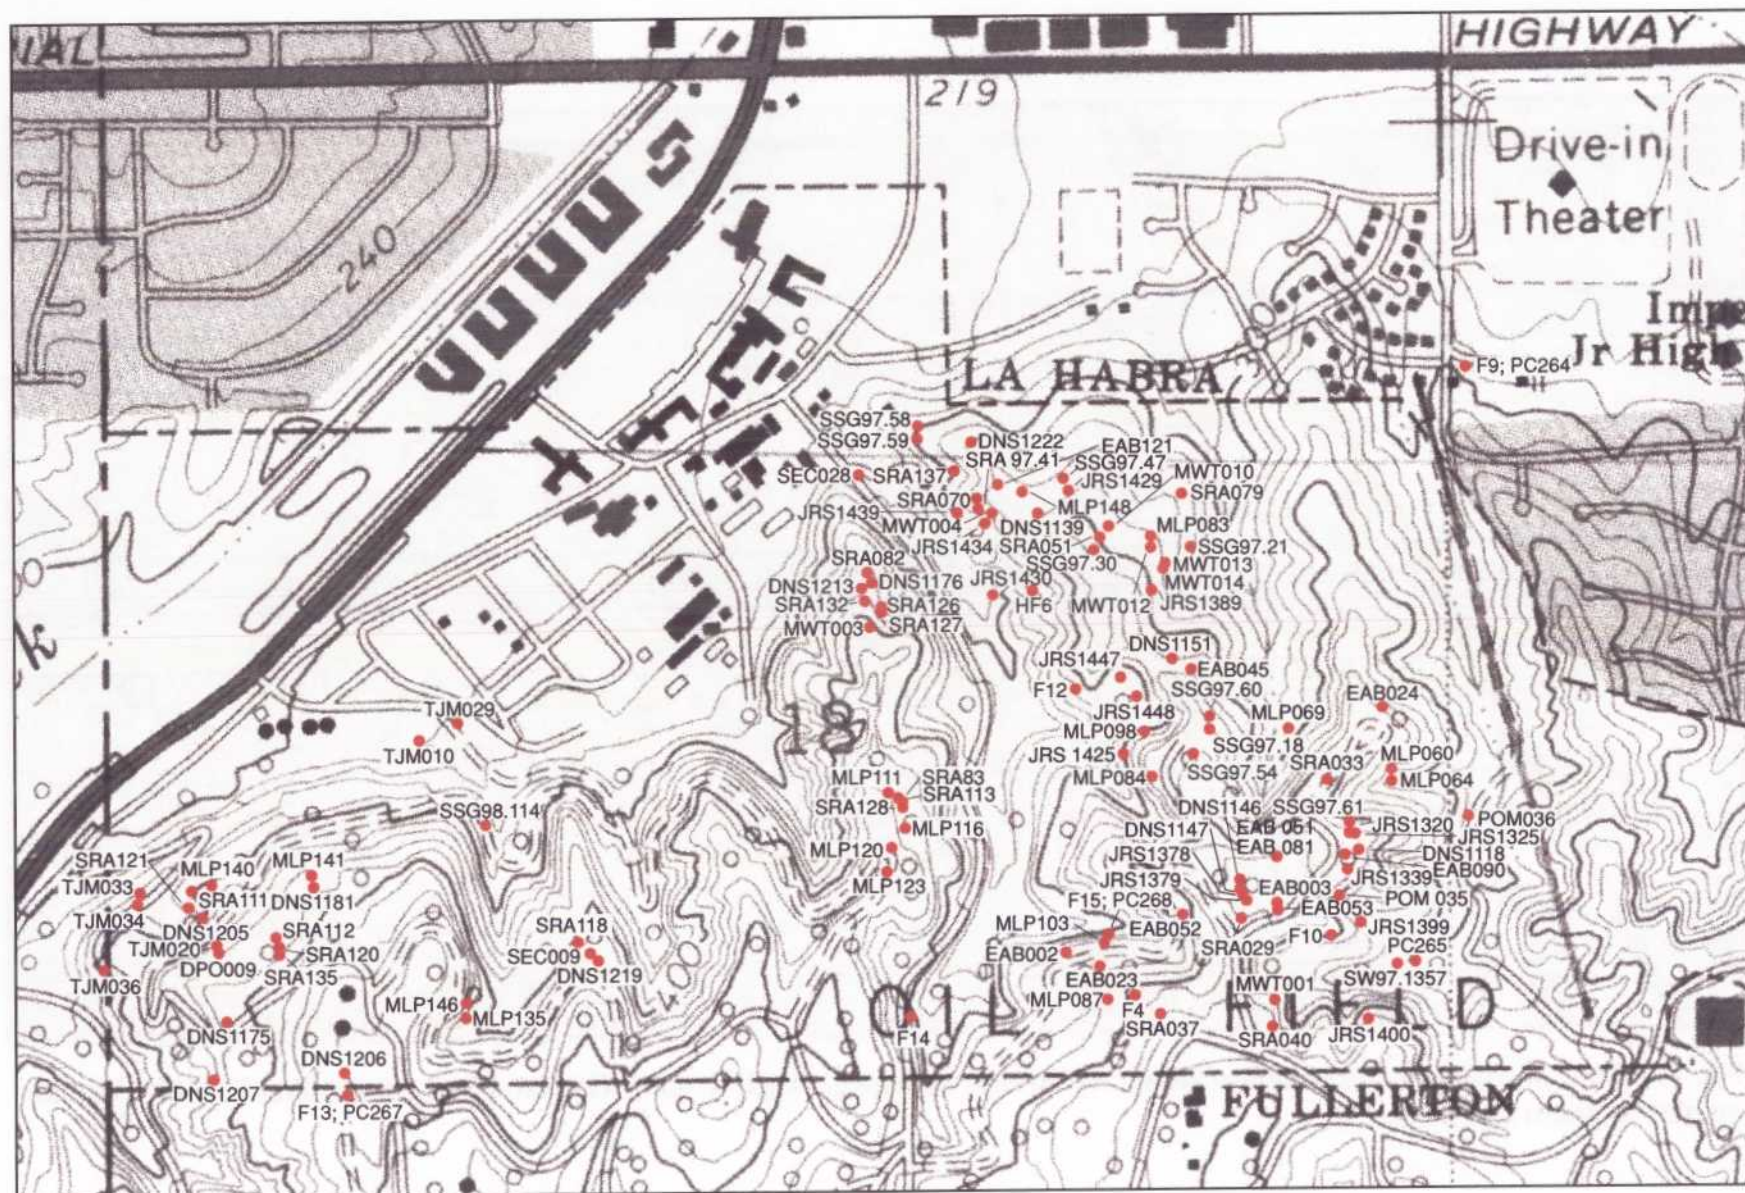 IAL
HIGHWAY
219
Drive-in
Theater
240
Impe
Jr High
LA HABRA
F9; PC264
SSG97.58
SSG97.59
DNS1222
EAB121
SRA 97.41
SSG97.47
MWT010
SEC028
SRA137
JRS1429
SRA079
SRA070
JRS1439
MLP148
MWT004
DNS1139
MLP083
JRS1434
SRA051
SSG97.21
SSG97.30
MWT013
SRA082
DNS1176
JRS1430
MWT014
DNS1213
SRA132
SRA126
HF6
MWT012
JRS1389
MWT003
SRA127
DNS1151
JRS1447
EAB045
F12
SSG97.60
EAB024
JRS1448
MLP069
TJM029
18
MLP098
SSG97.18
TJM010
JRS 1425
MLP060
SSG97.54
SRA033
MLP084
MLP064
MLP111
SRA83
SRA113
SRA128
DNS1146
SSG97.61
SSG98.114
MLP116
DNS1147
EAB 051
JRS1320
POM036
JRS1325
EAB 081
MLP120
JRS1378
DNS1118
SRA121
MLP140
MLP141
MLP123
JRS1379
JRS1339
EAB090
TJM033
SRA111
DNS1181
EAB003
POM 035
F15; PC268
EAB053
TJM034
DNS1205
SRA112
SRA118
MLP103
EAB052
JRS1399
TJM020
SRA120
SRA029
F10
PC265
DPO009
SEC009
EAB002
SRA135
DNS1219
SW97.1357
TJM036
EAB023
MLP146
MLP087
MWT001
MLP135
F4
OIL FIELD
DNS1175
F14
SRA037
SRA040
JRS1400
DNS1206
DNS1207
FULLERTON
F13; PC267